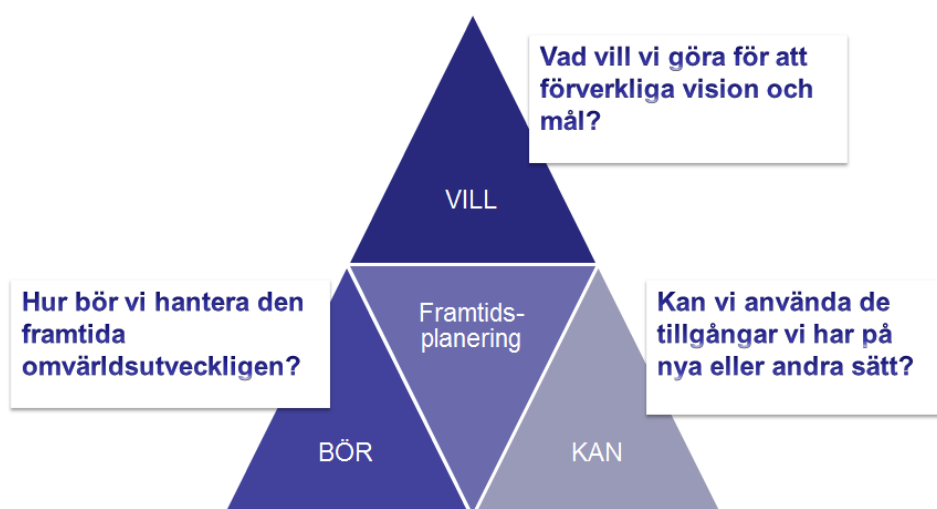 Vad vill vi göra för att
förverkliga vision och
mål?
VILL
Hur bör vi hantera den
framtida
omvärldsutveckligen?
Framtids-
planering
Kan vi använda de
tillgångar vi har på
nya eller andra sätt?
BÖR
KAN